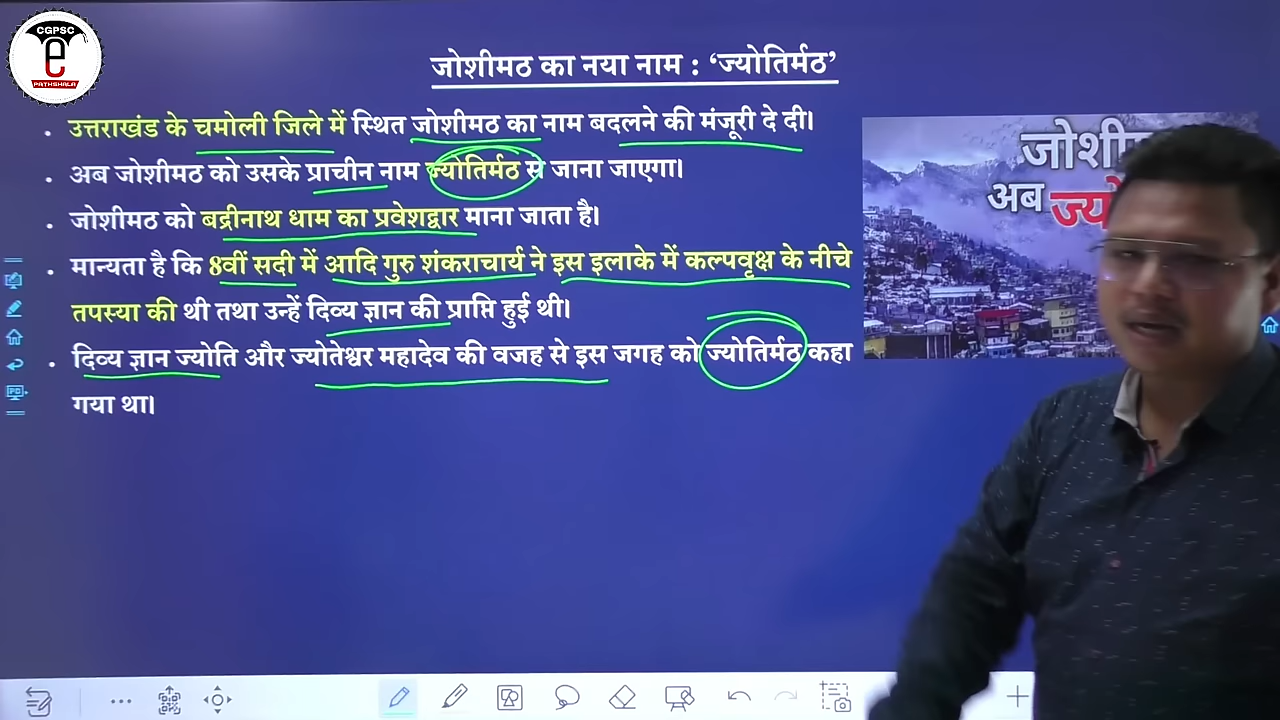 CGPSC
e
PATHSHALA
जोशीमठ का नया नाम : ‘ज्योतिर्मठ’
उत्तराखंड के चमोली जिले में स्थित जोशीमठ का नाम बदलने की मंजूरी दे दी।
अब जोशीमठ को उसके प्राचीन नाम ज्योतिर्मठ से जाना जाएगा।
जोशीमठ को बद्रीनाथ धाम का प्रवेशद्वार माना जाता है।
मान्यता है कि 8वीं सदी में आदि गुरु शंकराचार्य ने इस इलाके में कल्पवृक्ष के नीचे
तपस्या की थी तथा उन्हें दिव्य ज्ञान की प्राप्ति हुई थी।
दिव्य ज्ञान ज्योति और ज्योतेश्वर महादेव की वजह से इस जगह को ज्योतिर्मठ कहा
गया था।
अब